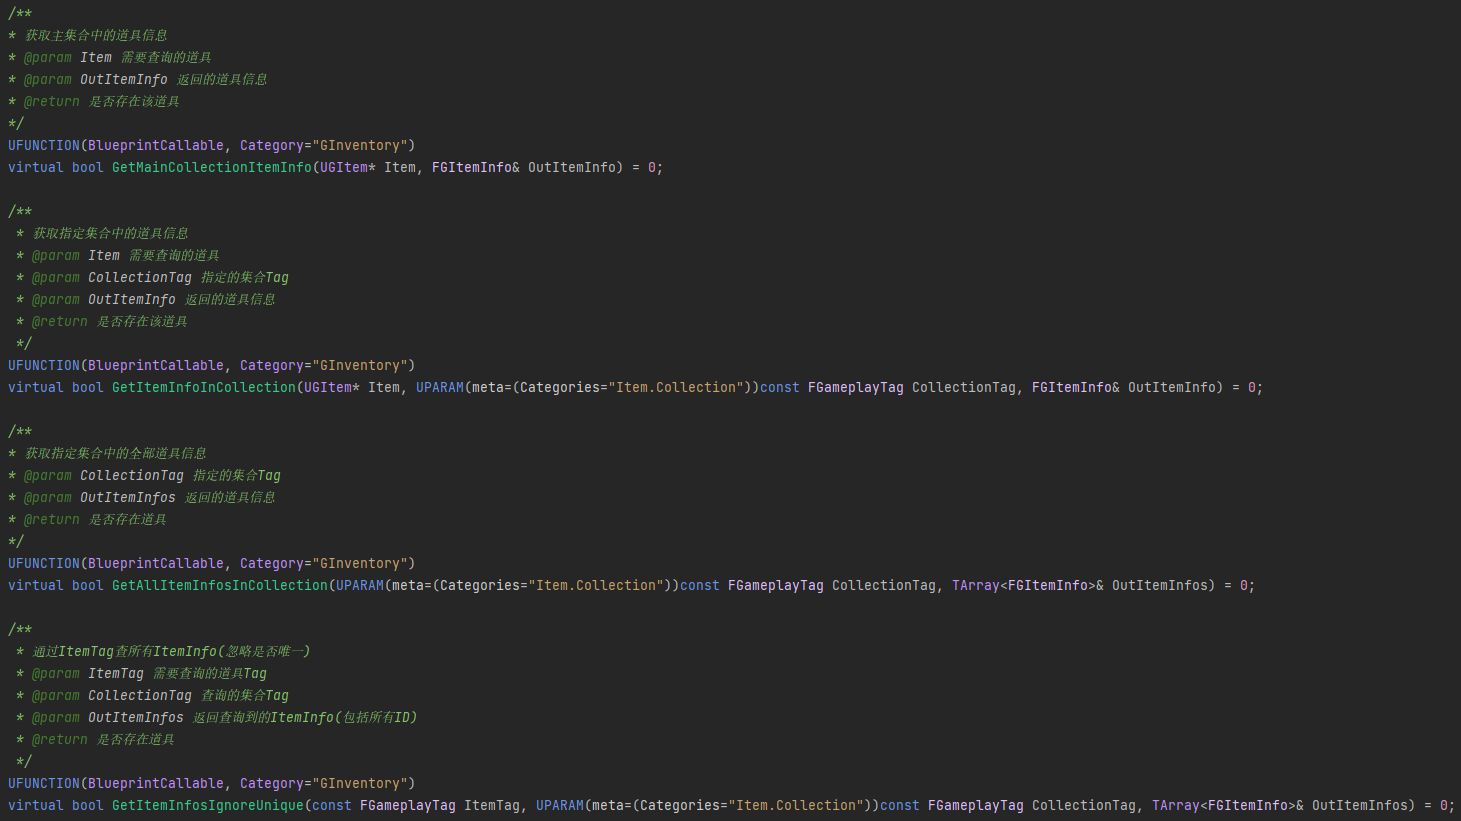 /**
* 获取主集合中的道具信息
* @param Item 需要查询的道具
* @param OutItemInfo 返回的道具信息
* @return 是否存在该道具
*/
UFUNCTION(BlueprintCallable, Category="GInventory")
virtual bool GetMainCollectionItemInfo(UGItem* Item, FGItemInfo& OutItemInfo) = 0;
/**
* 获取指定集合中的道具信息
* @param Item 需要查询的道具
* @param CollectionTag 指定的集合Tag
* @param OutItemInfo 返回的道具信息
* @return 是否存在该道具
*/
UFUNCTION(BlueprintCallable, Category="GInventory")
virtual bool GetItemInfoInCollection(UGItem* Item, UPARAM(meta=(Categories="Item.Collection"))const FGameplayTag CollectionTag, FGItemInfo& OutItemInfo) = 0;
/**
* 获取指定集合中的全部道具信息
* @param CollectionTag 指定的集合Tag
* @param OutItemInfos 返回的道具信息
* @return 是否存在道具
*/
UFUNCTION(BlueprintCallable, Category="GInventory")
virtual bool GetAllItemInfosInCollection(UPARAM(meta=(Categories="Item.Collection"))const FGameplayTag CollectionTag, TArray<FGItemInfo>& OutItemInfos) = 0;
/**
* 通过ItemTag查所有ItemInfo(忽略是否唯一)
* @param ItemTag 需要查询的道具Tag
* @param CollectionTag 查询的集合Tag
* @param OutItemInfos 返回查询到的ItemInfo(包括所有ID)
* @return 是否存在道具
*/
UFUNCTION(BlueprintCallable, Category="GInventory")
virtual bool GetItemInfosIgnoreUnique(const FGameplayTag ItemTag, UPARAM(meta=(Categories="Item.Collection"))const FGameplayTag CollectionTag, TArray<FGItemInfo>& OutItemInfos) = 0;